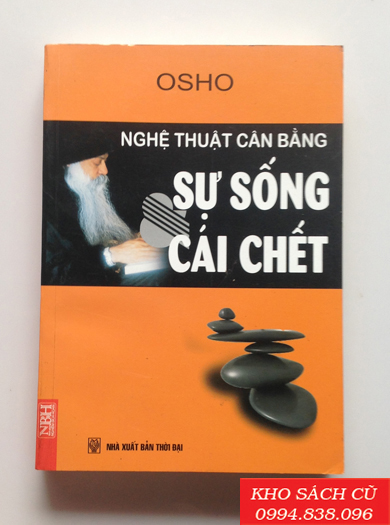 OSHO
NGHỆ THUẬT CÂN BẰNG
SỰ SỐNG
CÁI CHẾT
NBH
NHÀ XUẤT BẢN THỜI ĐẠI
KHO SÁCH CŨ
0994.838.096